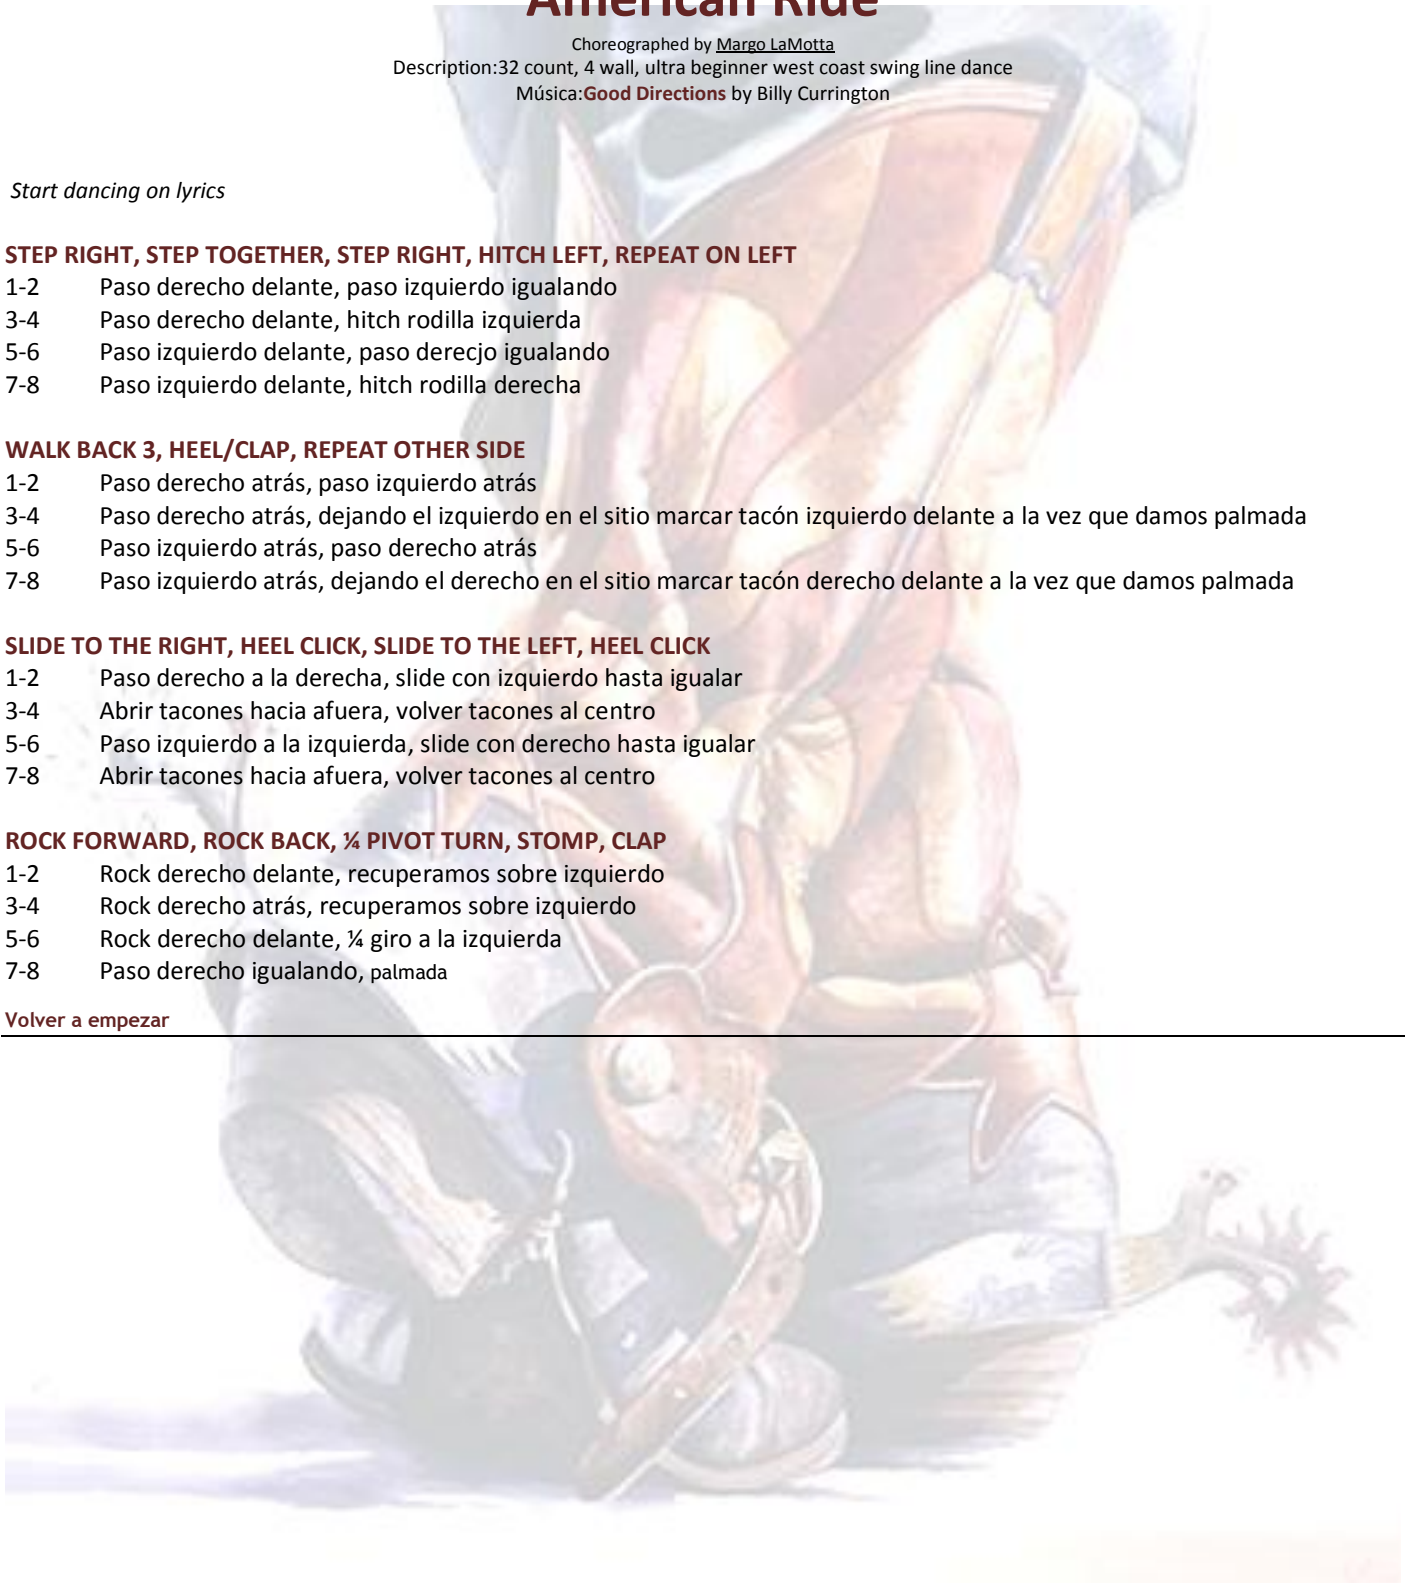 American Ride
Choreographed by Margo LaMotta
Description:32 count, 4 wall, ultra beginner west coast swing line dance
Música:Good Directions by Billy Currington
Start dancing on lyrics
STEP RIGHT, STEP TOGETHER, STEP RIGHT, HITCH LEFT, REPEAT ON LEFT
1-2 Paso derecho delante, paso izquierdo igualando
3-4 Paso derecho delante, hitch rodilla izquierda
5-6 Paso izquierdo delante, paso derecjo igualando
7-8 Paso izquierdo delante, hitch rodilla derecha
WALK BACK 3, HEEL/CLAP, REPEAT OTHER SIDE
1-2 Paso derecho atrás, paso izquierdo atrás
3-4 Paso derecho atrás, dejando el izquierdo en el sitio marcar tacón izquierdo delante a la vez que damos palmada
5-6 Paso izquierdo atrás, paso derecho atrás
7-8 Paso izquierdo atrás, dejando el derecho en el sitio marcar tacón derecho delante a la vez que damos palmada
SLIDE TO THE RIGHT, HEEL CLICK, SLIDE TO THE LEFT, HEEL CLICK
1-2 Paso derecho a la derecha, slide con izquierdo hasta igualar
3-4 Abrir tacones hacia afuera, volver tacones al centro
5-6 Paso izquierdo a la izquierda, slide con derecho hasta igualar
7-8 Abrir tacones hacia afuera, volver tacones al centro
ROCK FORWARD, ROCK BACK, ¼ PIVOT TURN, STOMP, CLAP
1-2 Rock derecho delante, recuperamos sobre izquierdo
3-4 Rock derecho atrás, recuperamos sobre izquierdo
5-6 Rock derecho delante, ¼ giro a la izquierda
7-8 Paso derecho igualando, palmada
Volver a empezar